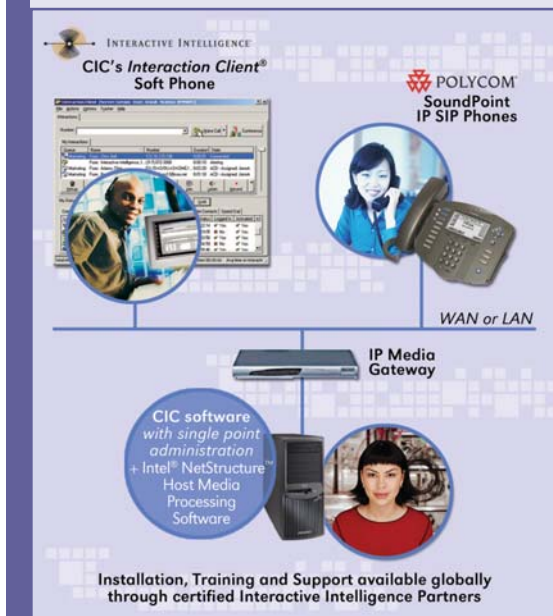 INTERACTIVE INTELLIGENCE®
CIC's Interaction Client®
Soft Phone
POLYCOM®
SoundPoint
IP SIP Phones
WAN or LAN
IP Media
Gateway
CIC software
with single point
administration
+ Intel® NetStructure™
Host Media
Processing
Software
Installation, Training and Support available globally
through certified Interactive Intelligence Partners